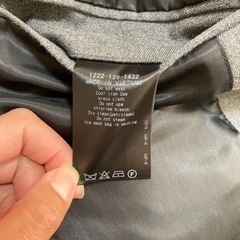 1222-139-1432
MADE IN VIETNAM
Do not wash
Cool iron Use
press cloth
Do not use
chlorine bleach
Dry clean(petroleum)
Do not steam
Use mesh bag in washing